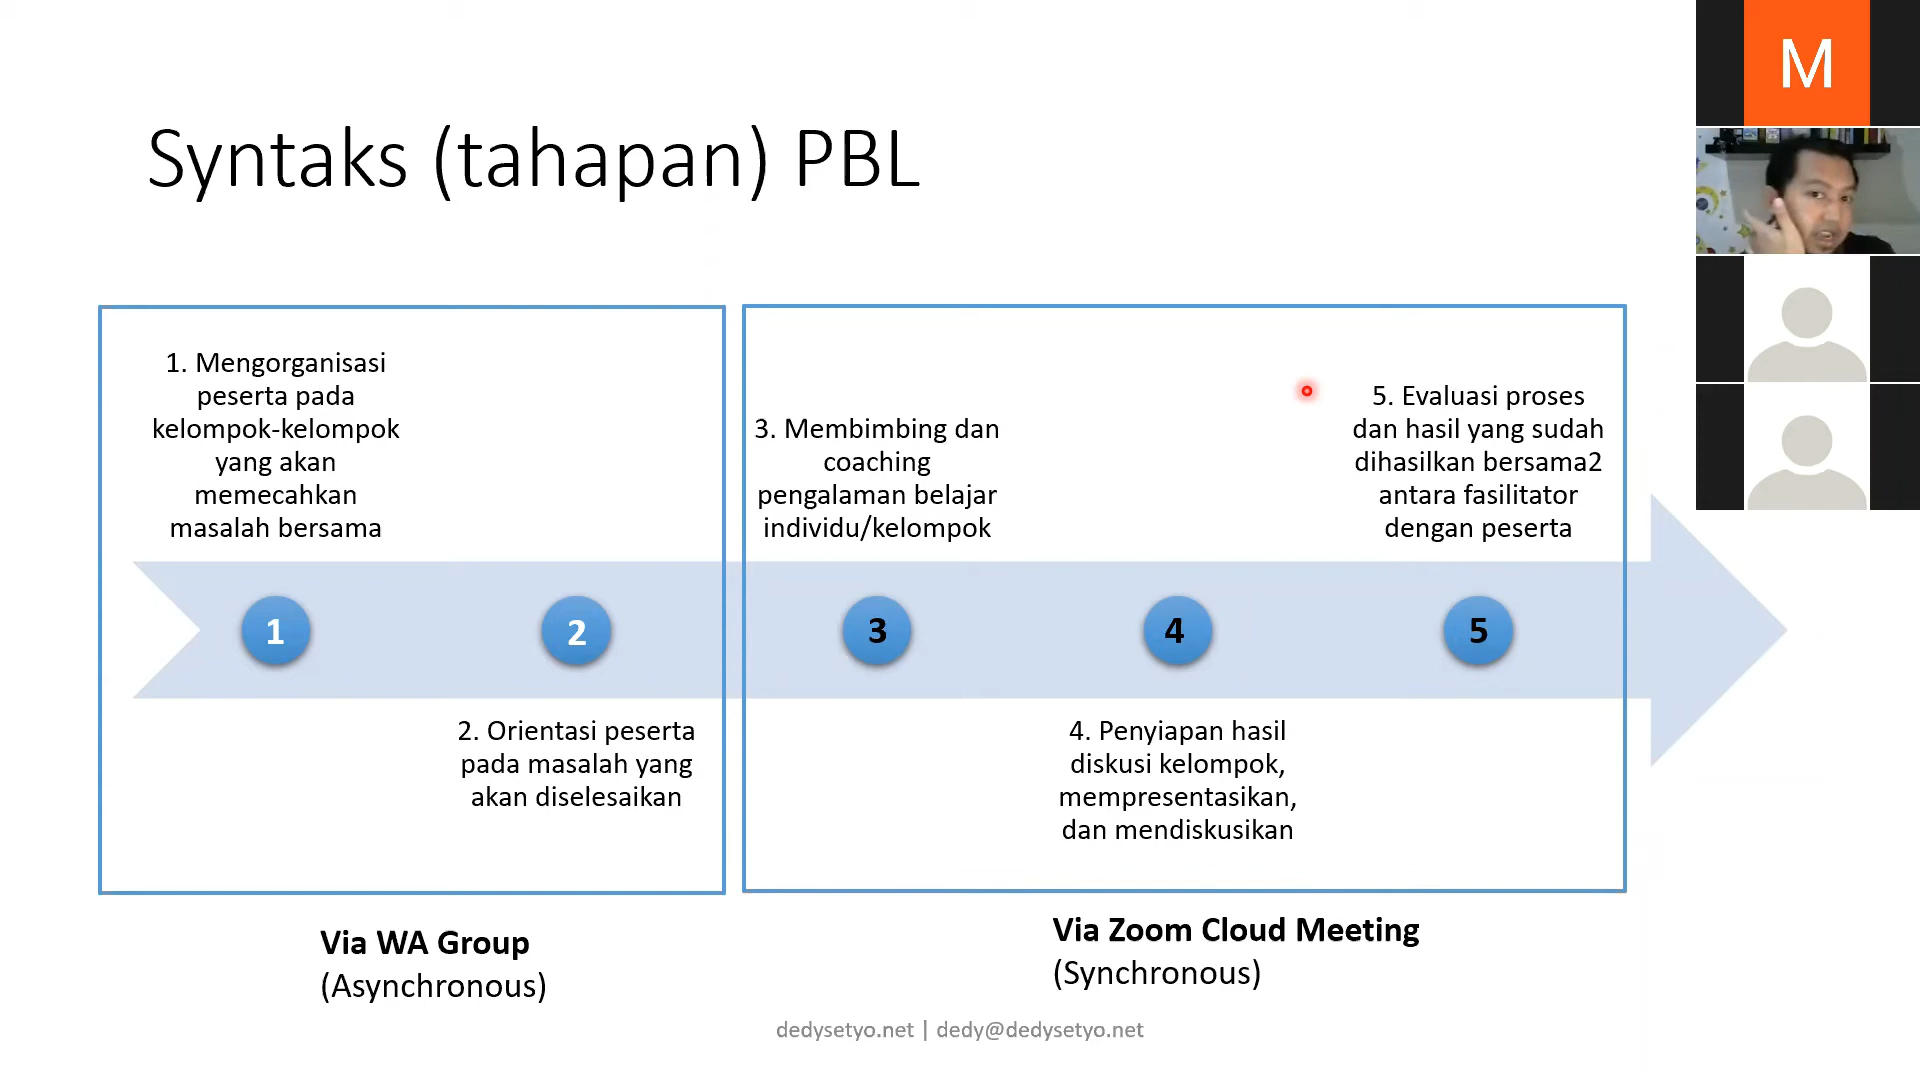 Syntaks (tahapan) PBL
M
1. Mengorganisasi
peserta pada
kelompok-kelompok
yang akan
memecahkan
masalah bersama
3. Membimbing dan
coaching
pengalaman belajar
individu/kelompok
5. Evaluasi proses
dan hasil yang sudah
dihasilkan bersama2
antara fasilitator
dengan peserta
1
2
3
4
5
2. Orientasi peserta
pada masalah yang
akan diselesaikan
4. Penyiapan hasil
diskusi kelompok,
mempresentasikan,
dan mendiskusikan
Via WA Group
(Asynchronous)
Via Zoom Cloud Meeting
(Synchronous)
dedysetyo.net | dedy@dedysetyo.net